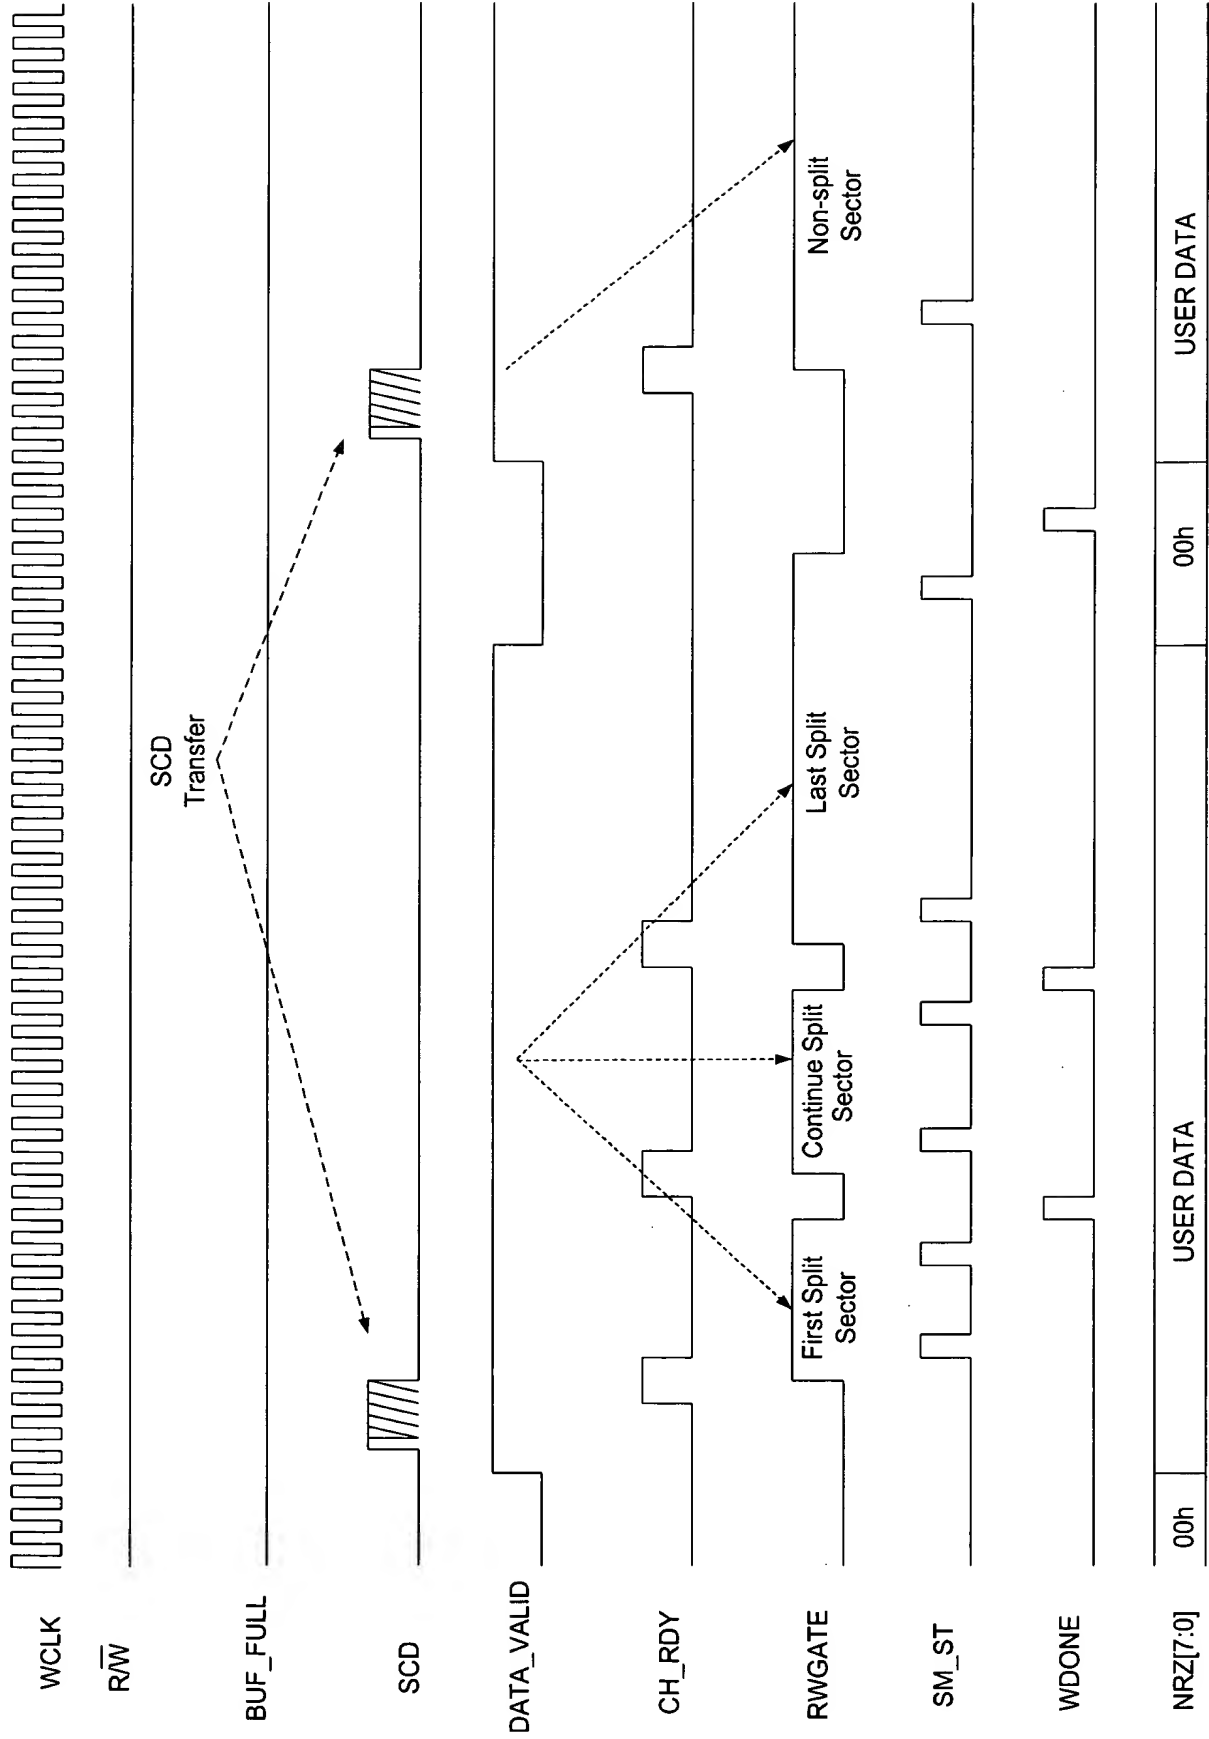 WCLK
R/W̅
BUF_FULL
SCD
SCD
Transfer
DATA_VALID
CH_RDY
RWGATE
First Split
Sector
Continue Split
Sector
Last Split
Sector
Non-split
Sector
SM_ST
WDONE
NRZ[7:0]
00h
USER DATA
00h
USER DATA